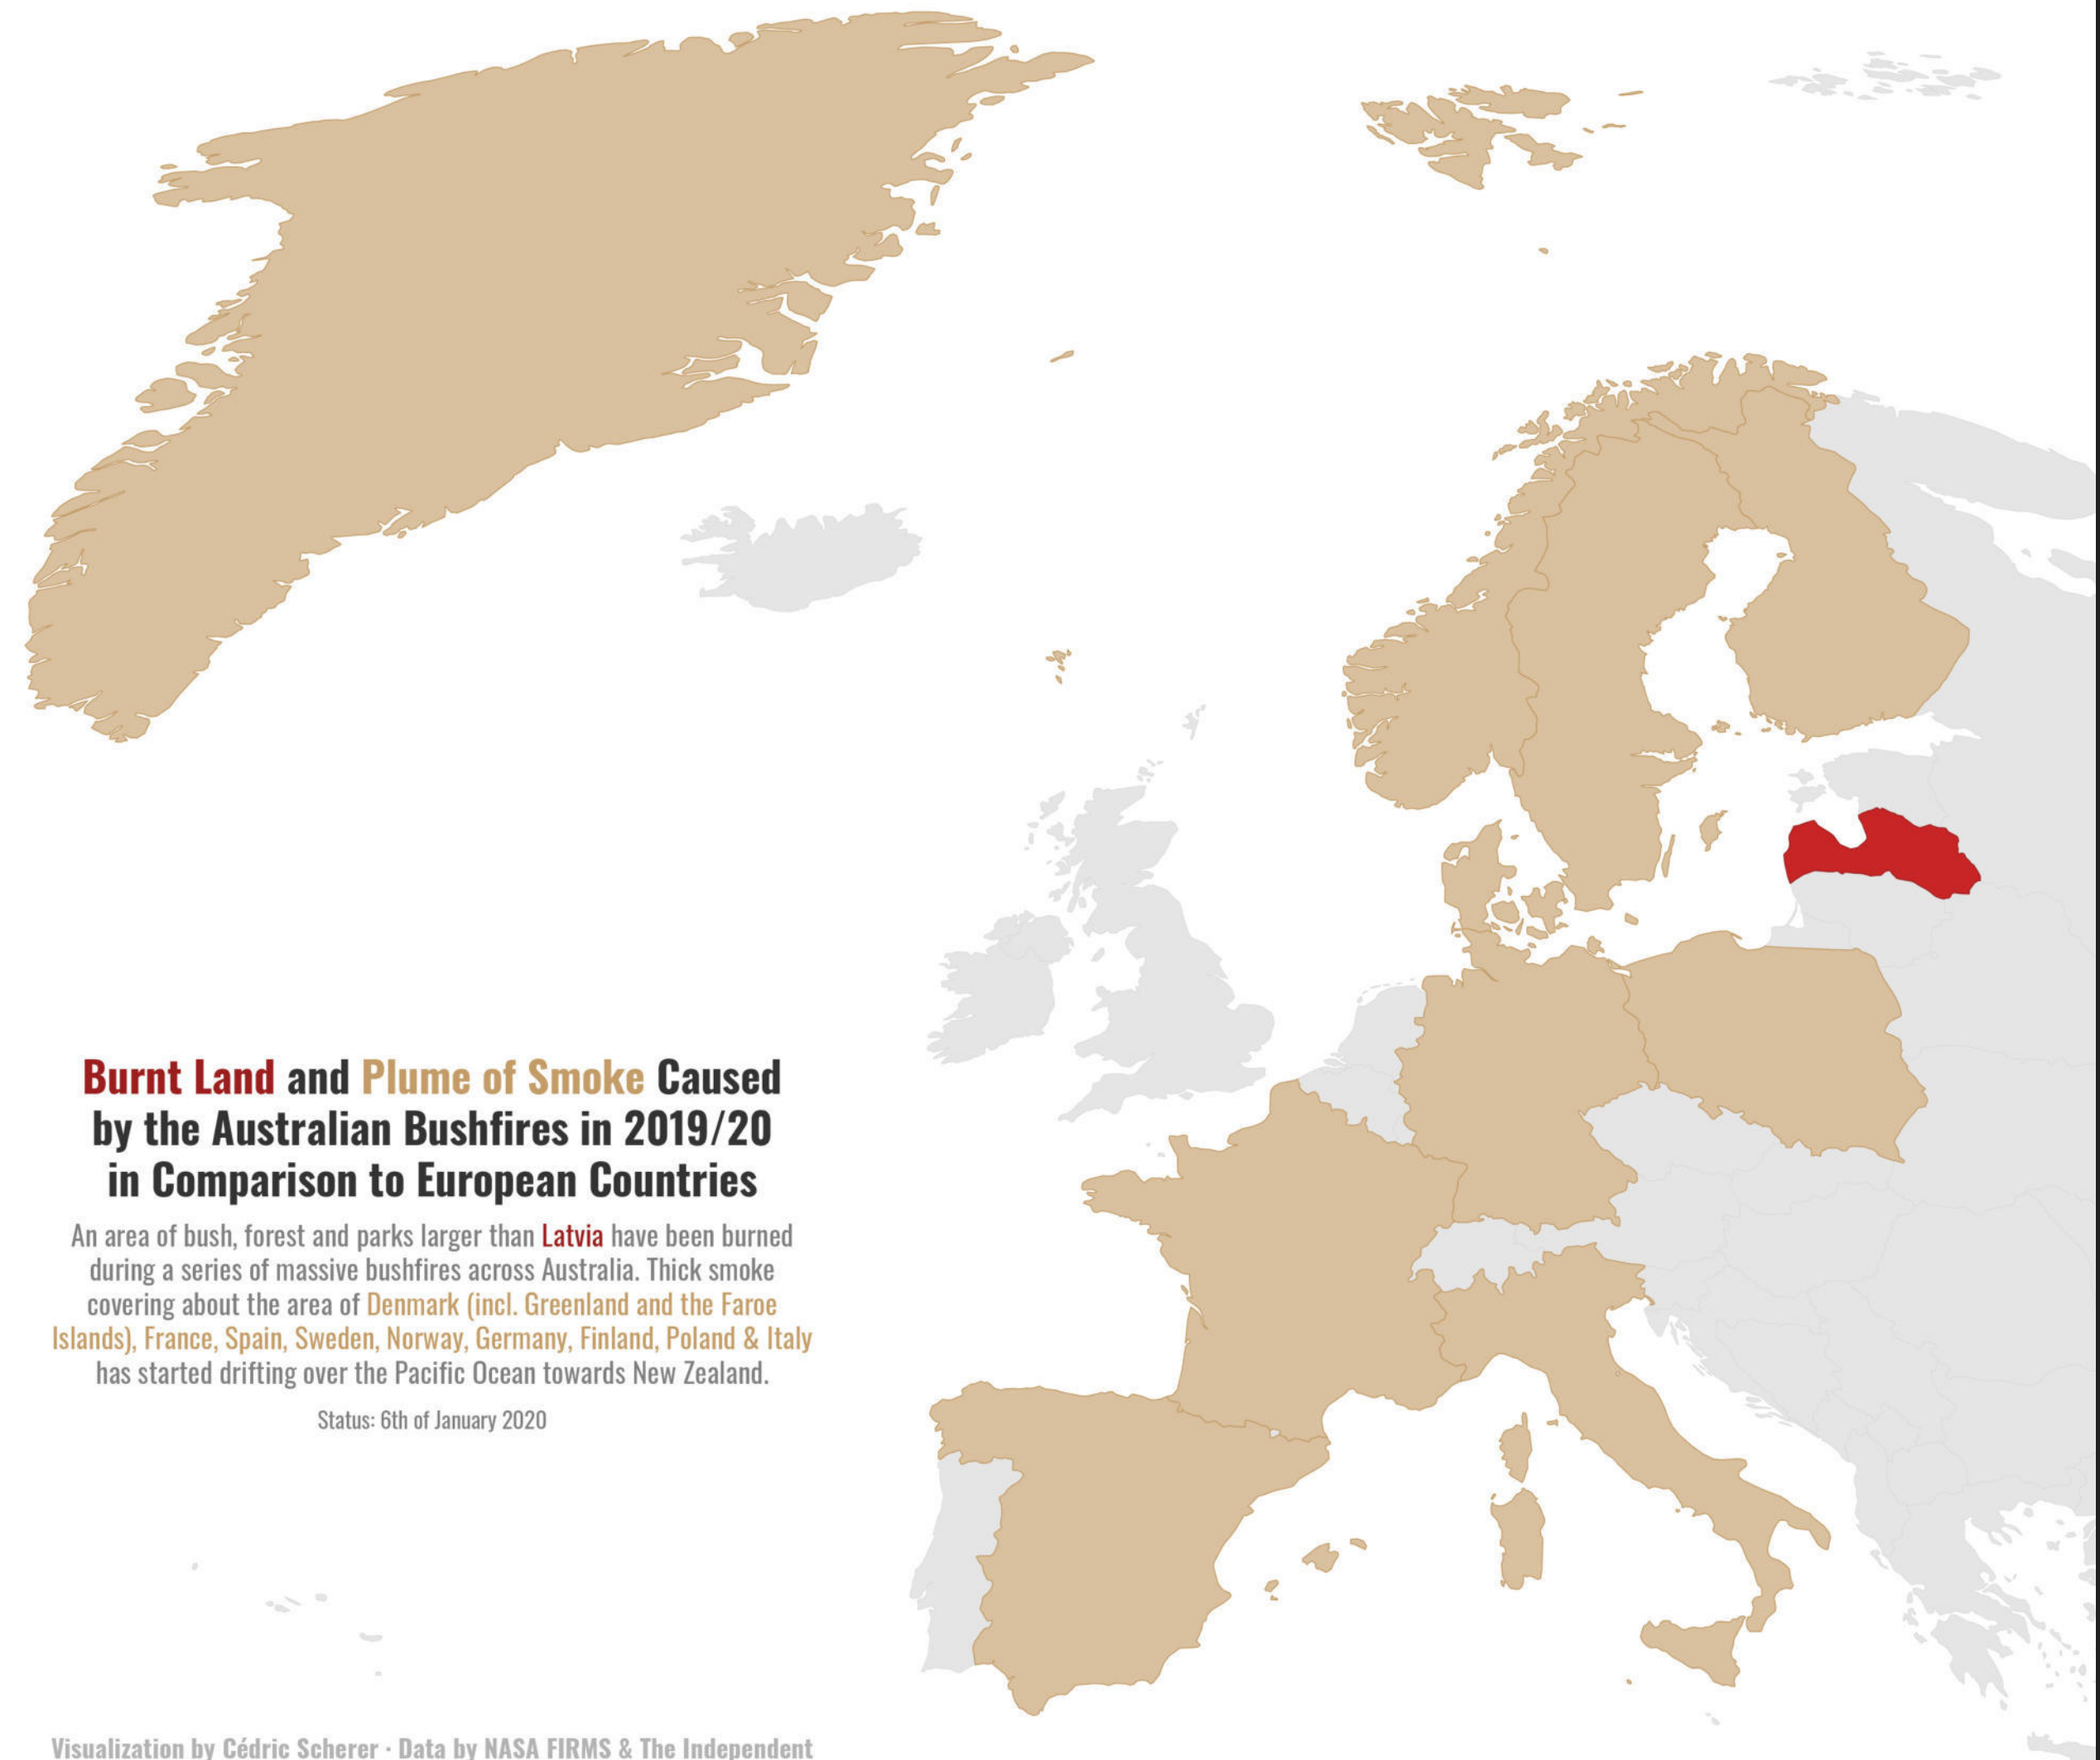 Burnt Land and Plume of Smoke Caused
by the Australian Bushfires in 2019/20
in Comparison to European Countries
An area of bush, forest and parks larger than Latvia have been burned
during a series of massive bushfires across Australia. Thick smoke
covering about the area of Denmark (incl. Greenland and the Faroe
Islands), France, Spain, Sweden, Norway, Germany, Finland, Poland & Italy
has started drifting over the Pacific Ocean towards New Zealand.
Status: 6th of January 2020
Visualization by Cédric Scherer · Data by NASA FIRMS & The Independent